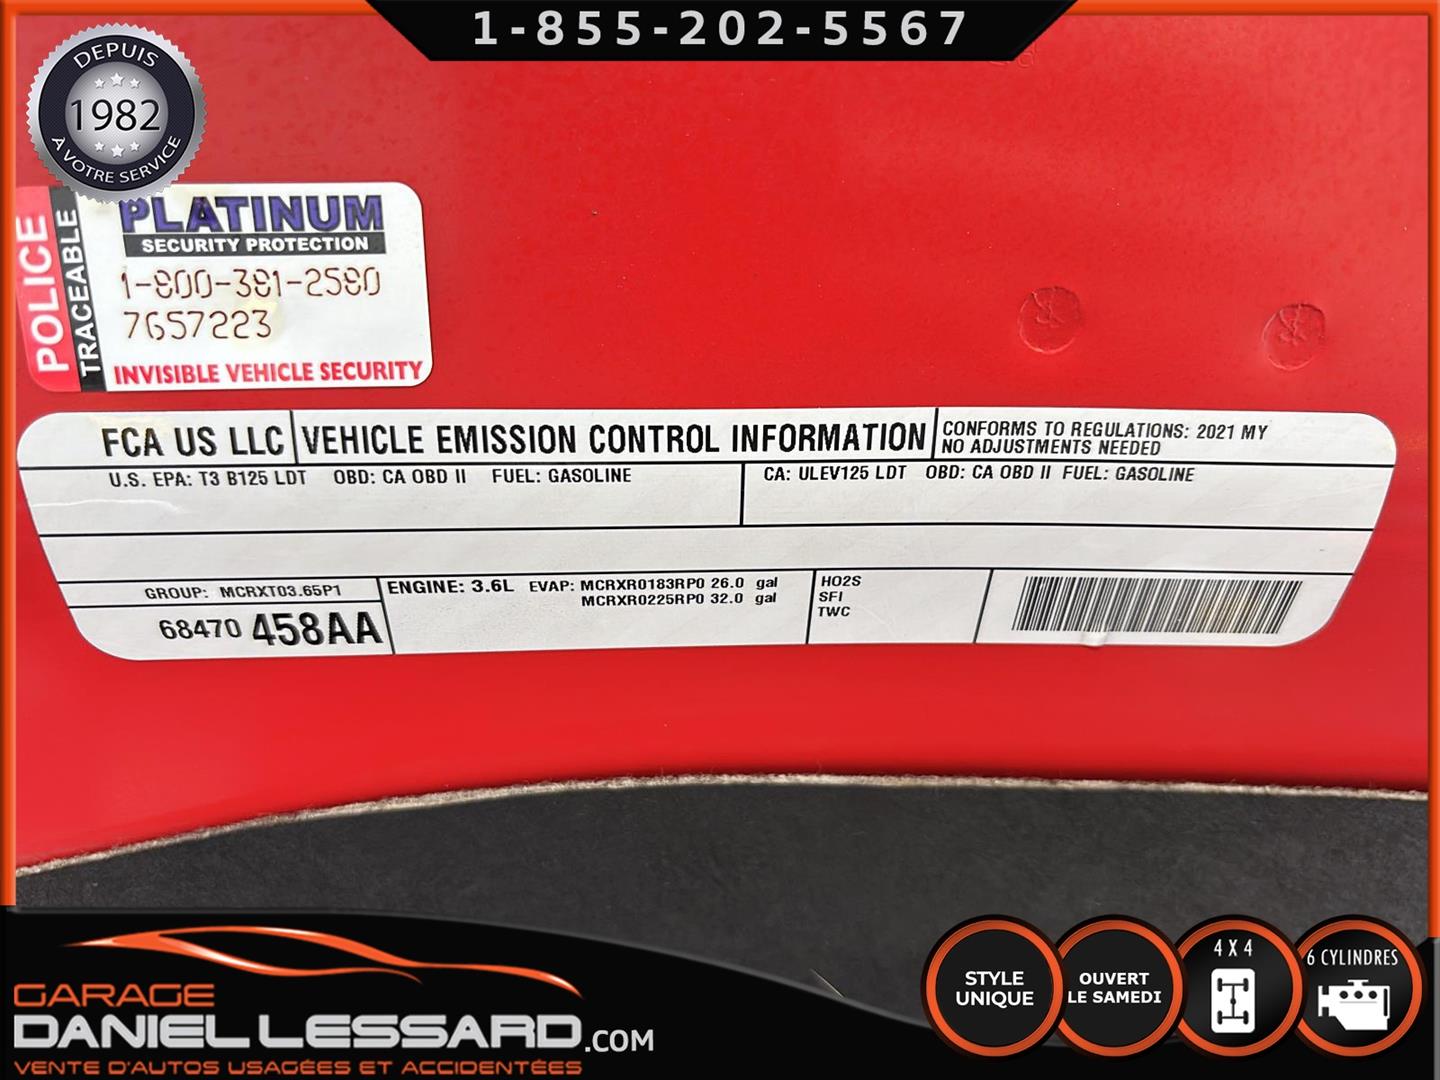 1-855-202-5567
DEPUIS
1982
À VOTRE SERVICE
POLICE
TRACEABLE
PLATINUM
SECURITY PROTECTION
1-800-381-2580
7657223
INVISIBLE VEHICLE SECURITY
FCA US LLC VEHICLE EMISSION CONTROL INFORMATION
CONFORMS TO REGULATIONS: 2021 MY
NO ADJUSTMENTS NEEDED
U.S. EPA: T3 B125 LDT OBD: CA OBD II FUEL: GASOLINE
CA: ULEV125 LDT OBD: CA OBD II FUEL: GASOLINE
GROUP: MCRXT03.65P1
68470 458AA
ENGINE: 3.6L EVAP: MCRXR0183RP0 26.0 gal
MCRXR0225RP0 32.0 gal
HO2S
SFI
TWC
GARAGE
DANIEL LESSARD.COM
VENTE D'AUTOS USAGÉES ET ACCIDENTÉES
STYLE
UNIQUE
OUVERT
LE SAMEDI
4 X 4
6 CYLINDRES